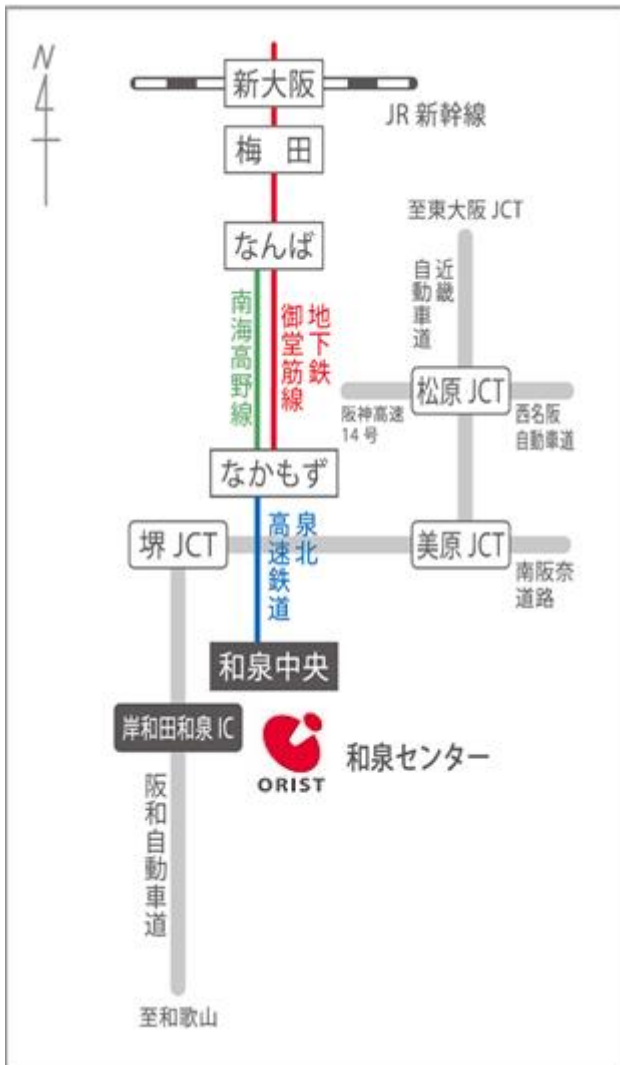 N
新大阪
JR 新幹線
梅 田
至東大阪 JCT
なんば
近畿
自動車道
南海高野線
地下鉄
御堂筋線
松原 JCT
阪神高速
14 号
西名阪
自動車道
なかもず
泉北
高速鉄道
堺 JCT
美原 JCT
南阪奈
道路
和泉中央
岸和田和泉 IC
ORIST
和泉センター
阪和自動車道
至和歌山